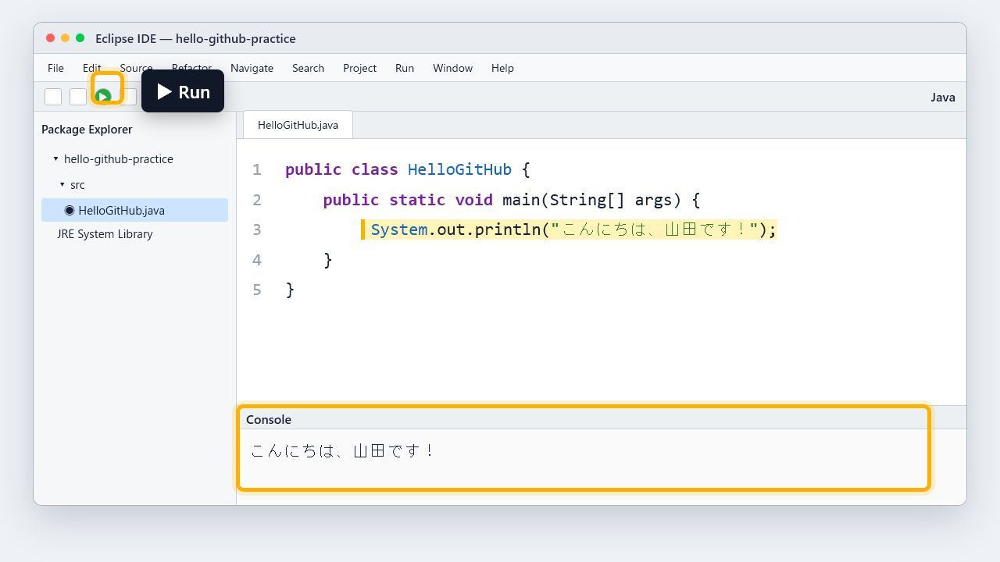 Eclipse IDE — hello-github-practice
File Edit Source Refactor Navigate Search Project Run Window Help
▶ Run
Java
Package Explorer
▾ hello-github-practice
▾ src
◉ HelloGitHub.java
JRE System Library
HelloGitHub.java
1 public class HelloGitHub {
2 public static void main(String[] args) {
3 System.out.println("こんにちは、山田です！");
4 }
5 }
Console
こんにちは、山田です！